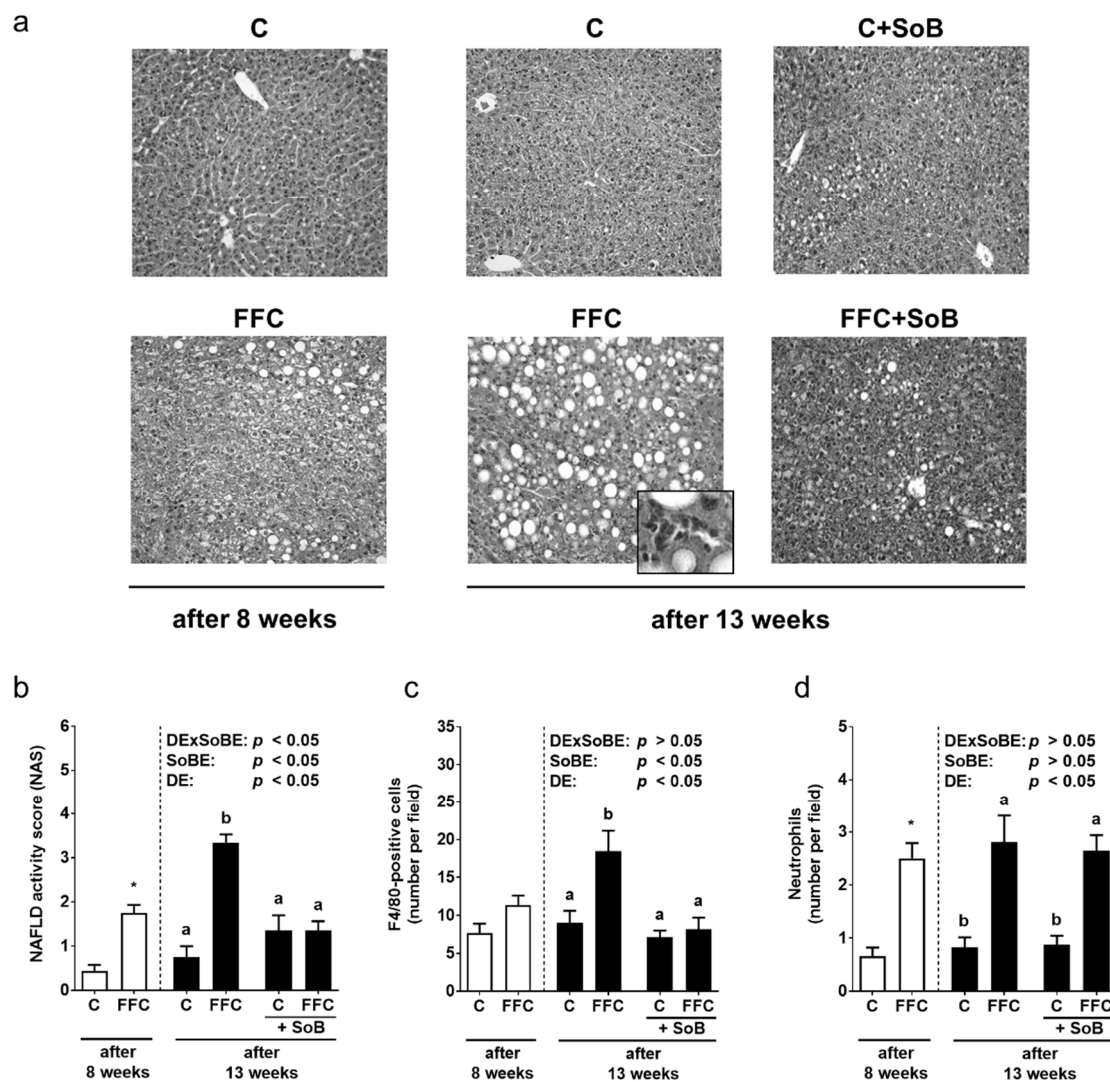 a
C
C
C+SoB
FFC
FFC
FFC+SoB
after 8 weeks
after 13 weeks
b
NAFLD activity score (NAS)
6
5
4
3
2
1
0
DExSoBE: p < 0.05
SoBE: p < 0.05
DE: p < 0.05
*
a
b
a
a
C
FFC
C
FFC
C
FFC
+ SoB
after
8 weeks
after
13 weeks
c
F4/80-positive cells
(number per field)
35
30
25
20
15
10
5
0
DExSoBE: p > 0.05
SoBE: p < 0.05
DE: p < 0.05
a
b
a
a
C
FFC
C
FFC
C
FFC
+ SoB
after
8 weeks
after
13 weeks
d
Neutrophils
(number per field)
5
4
3
2
1
0
DExSoBE: p > 0.05
SoBE: p > 0.05
DE: p < 0.05
*
b
a
b
a
C
FFC
C
FFC
C
FFC
+ SoB
after
8 weeks
after
13 weeks